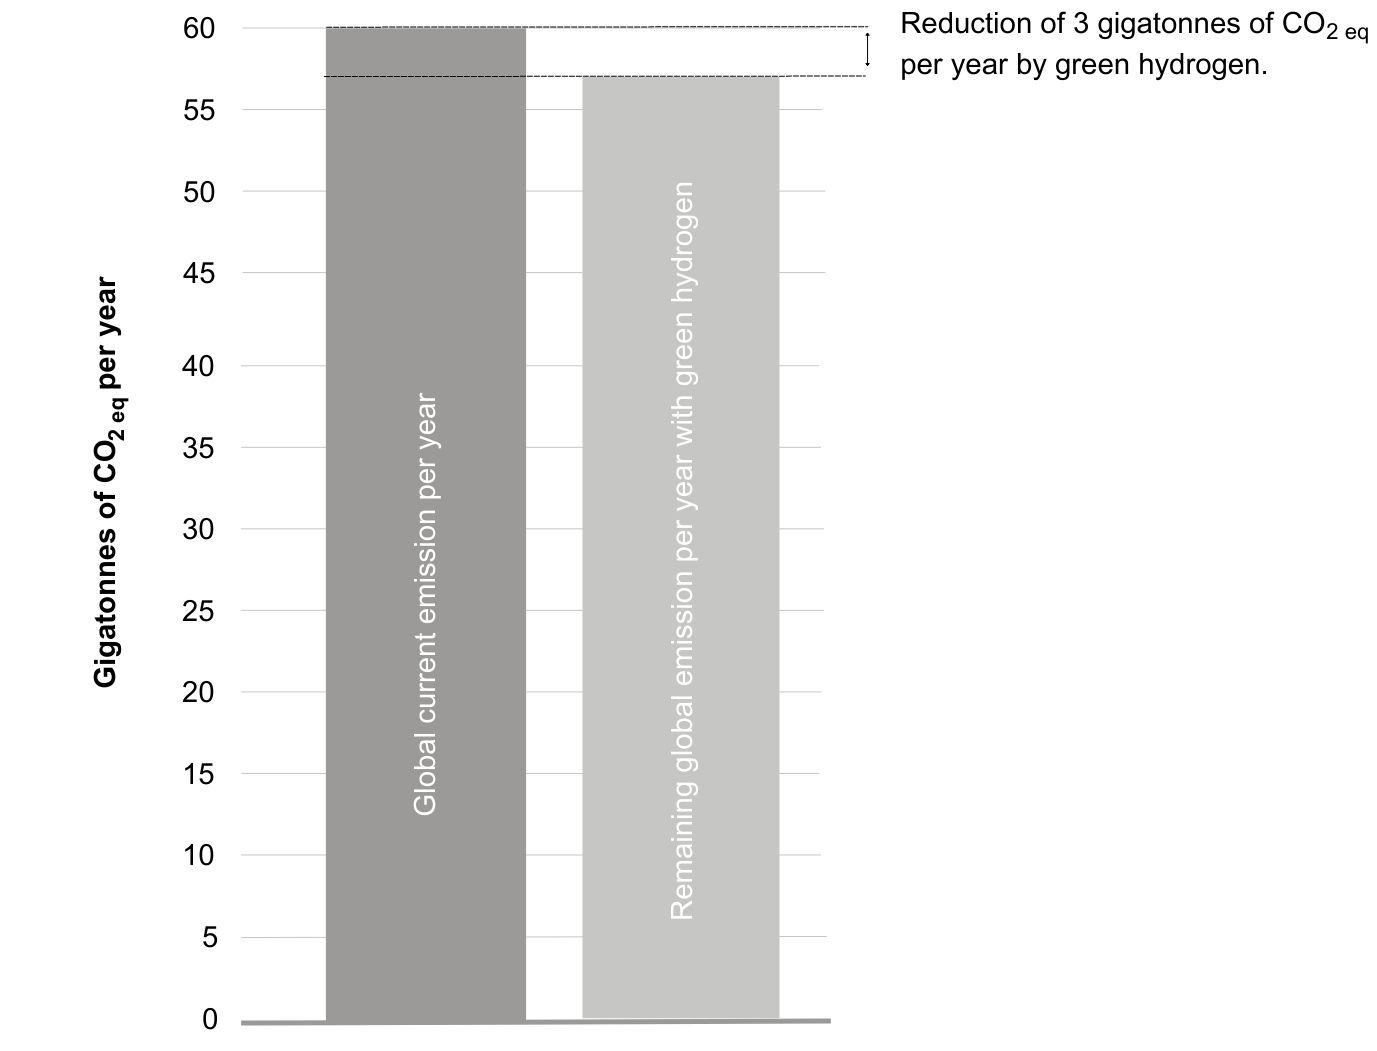 Reduction of 3 gigatonnes of CO2 eq
per year by green hydrogen.
60
55
50
45
40
35
30
25
20
15
10
5
0
Gigatonnes of CO2 eq per year
Global current emission per year
Remaining global emission per year with green hydrogen